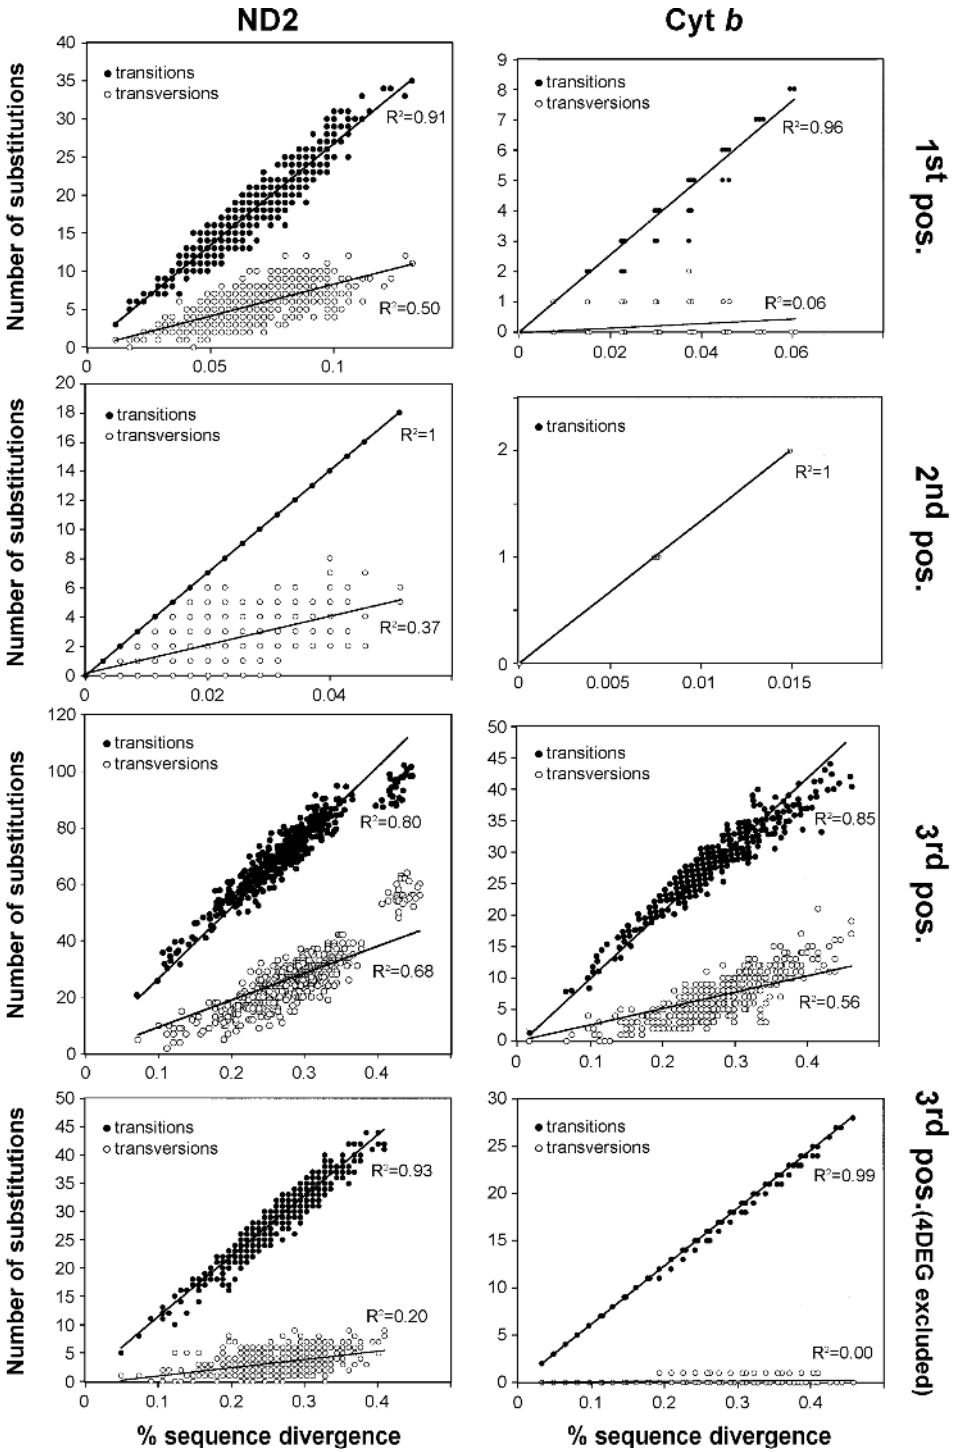 ND2
Cyt b
Number of substitutions
40
35
30
25
20
15
10
5
0
transitions
transversions
R²=0.91
R²=0.50
0
0.05
0.1
9
8
7
6
5
4
3
2
1
0
transitions
transversions
R²=0.96
R²=0.06
0
0.02
0.04
0.06
1st pos.
Number of substitutions
20
18
16
14
12
10
8
6
4
2
0
transitions
transversions
R²=1
R²=0.37
0
0.02
0.04
2
1
0
transitions
R²=1
0
0.005
0.01
0.015
2nd pos.
Number of substitutions
120
100
80
60
40
20
0
transitions
transversions
R²=0.80
R²=0.68
0
0.1
0.2
0.3
0.4
50
45
40
35
30
25
20
15
10
5
0
transitions
transversions
R²=0.85
R²=0.56
0
0.1
0.2
0.3
0.4
3rd pos.
Number of substitutions
50
45
40
35
30
25
20
15
10
5
0
transitions
transversions
R²=0.93
R²=0.20
0
0.1
0.2
0.3
0.4
% sequence divergence
30
25
20
15
10
5
0
transitions
transversions
R²=0.99
R²=0.00
0
0.1
0.2
0.3
0.4
% sequence divergence
3rd pos.(4DEG excluded)